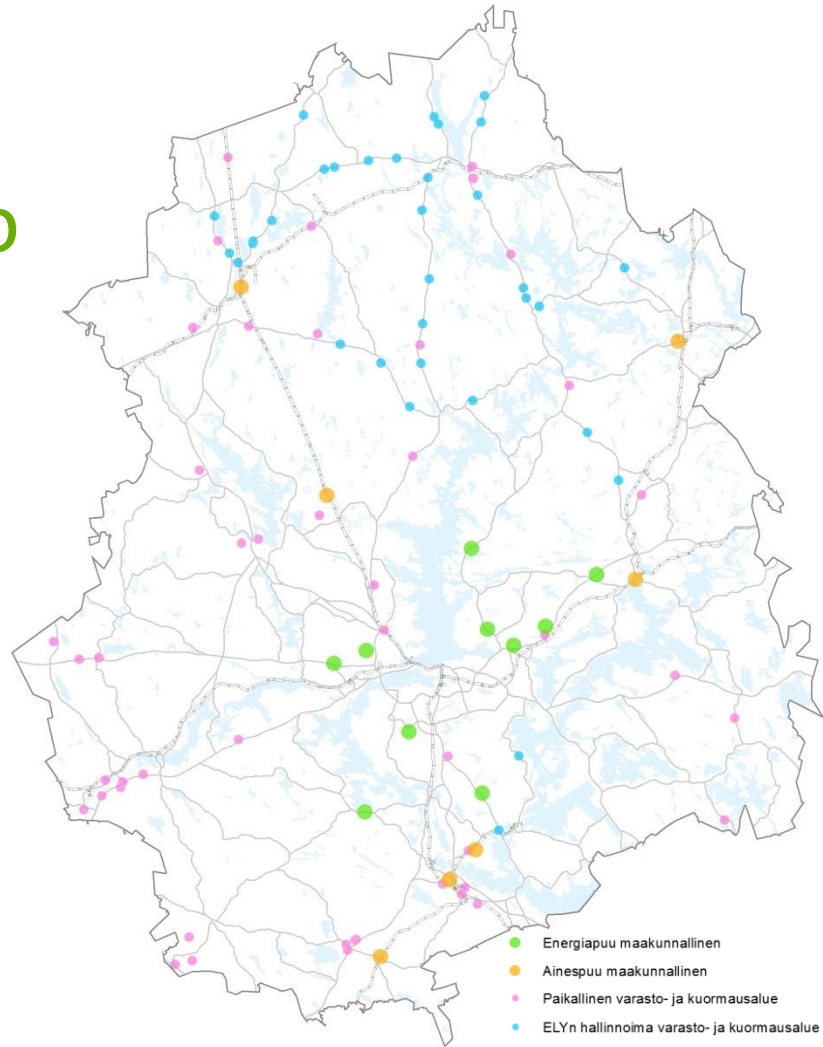 Energiapuu maakunnallinen
Ainespuu maakunnallinen
Paikallinen varasto- ja kuormausalue
ELYn hallinnoima varasto- ja kuormausalue